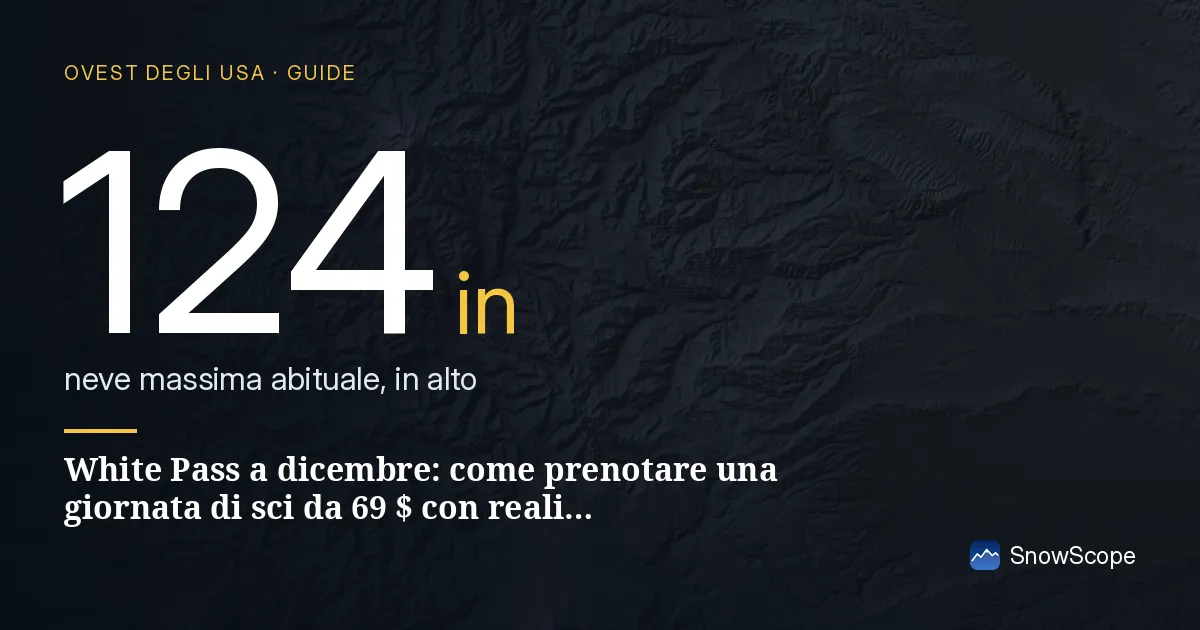 OVEST DEGLI USA · GUIDE
124 in
neve massima abituale, in alto
White Pass a dicembre: come prenotare una
giornata di sci da 69 $ con reali...
SnowScope